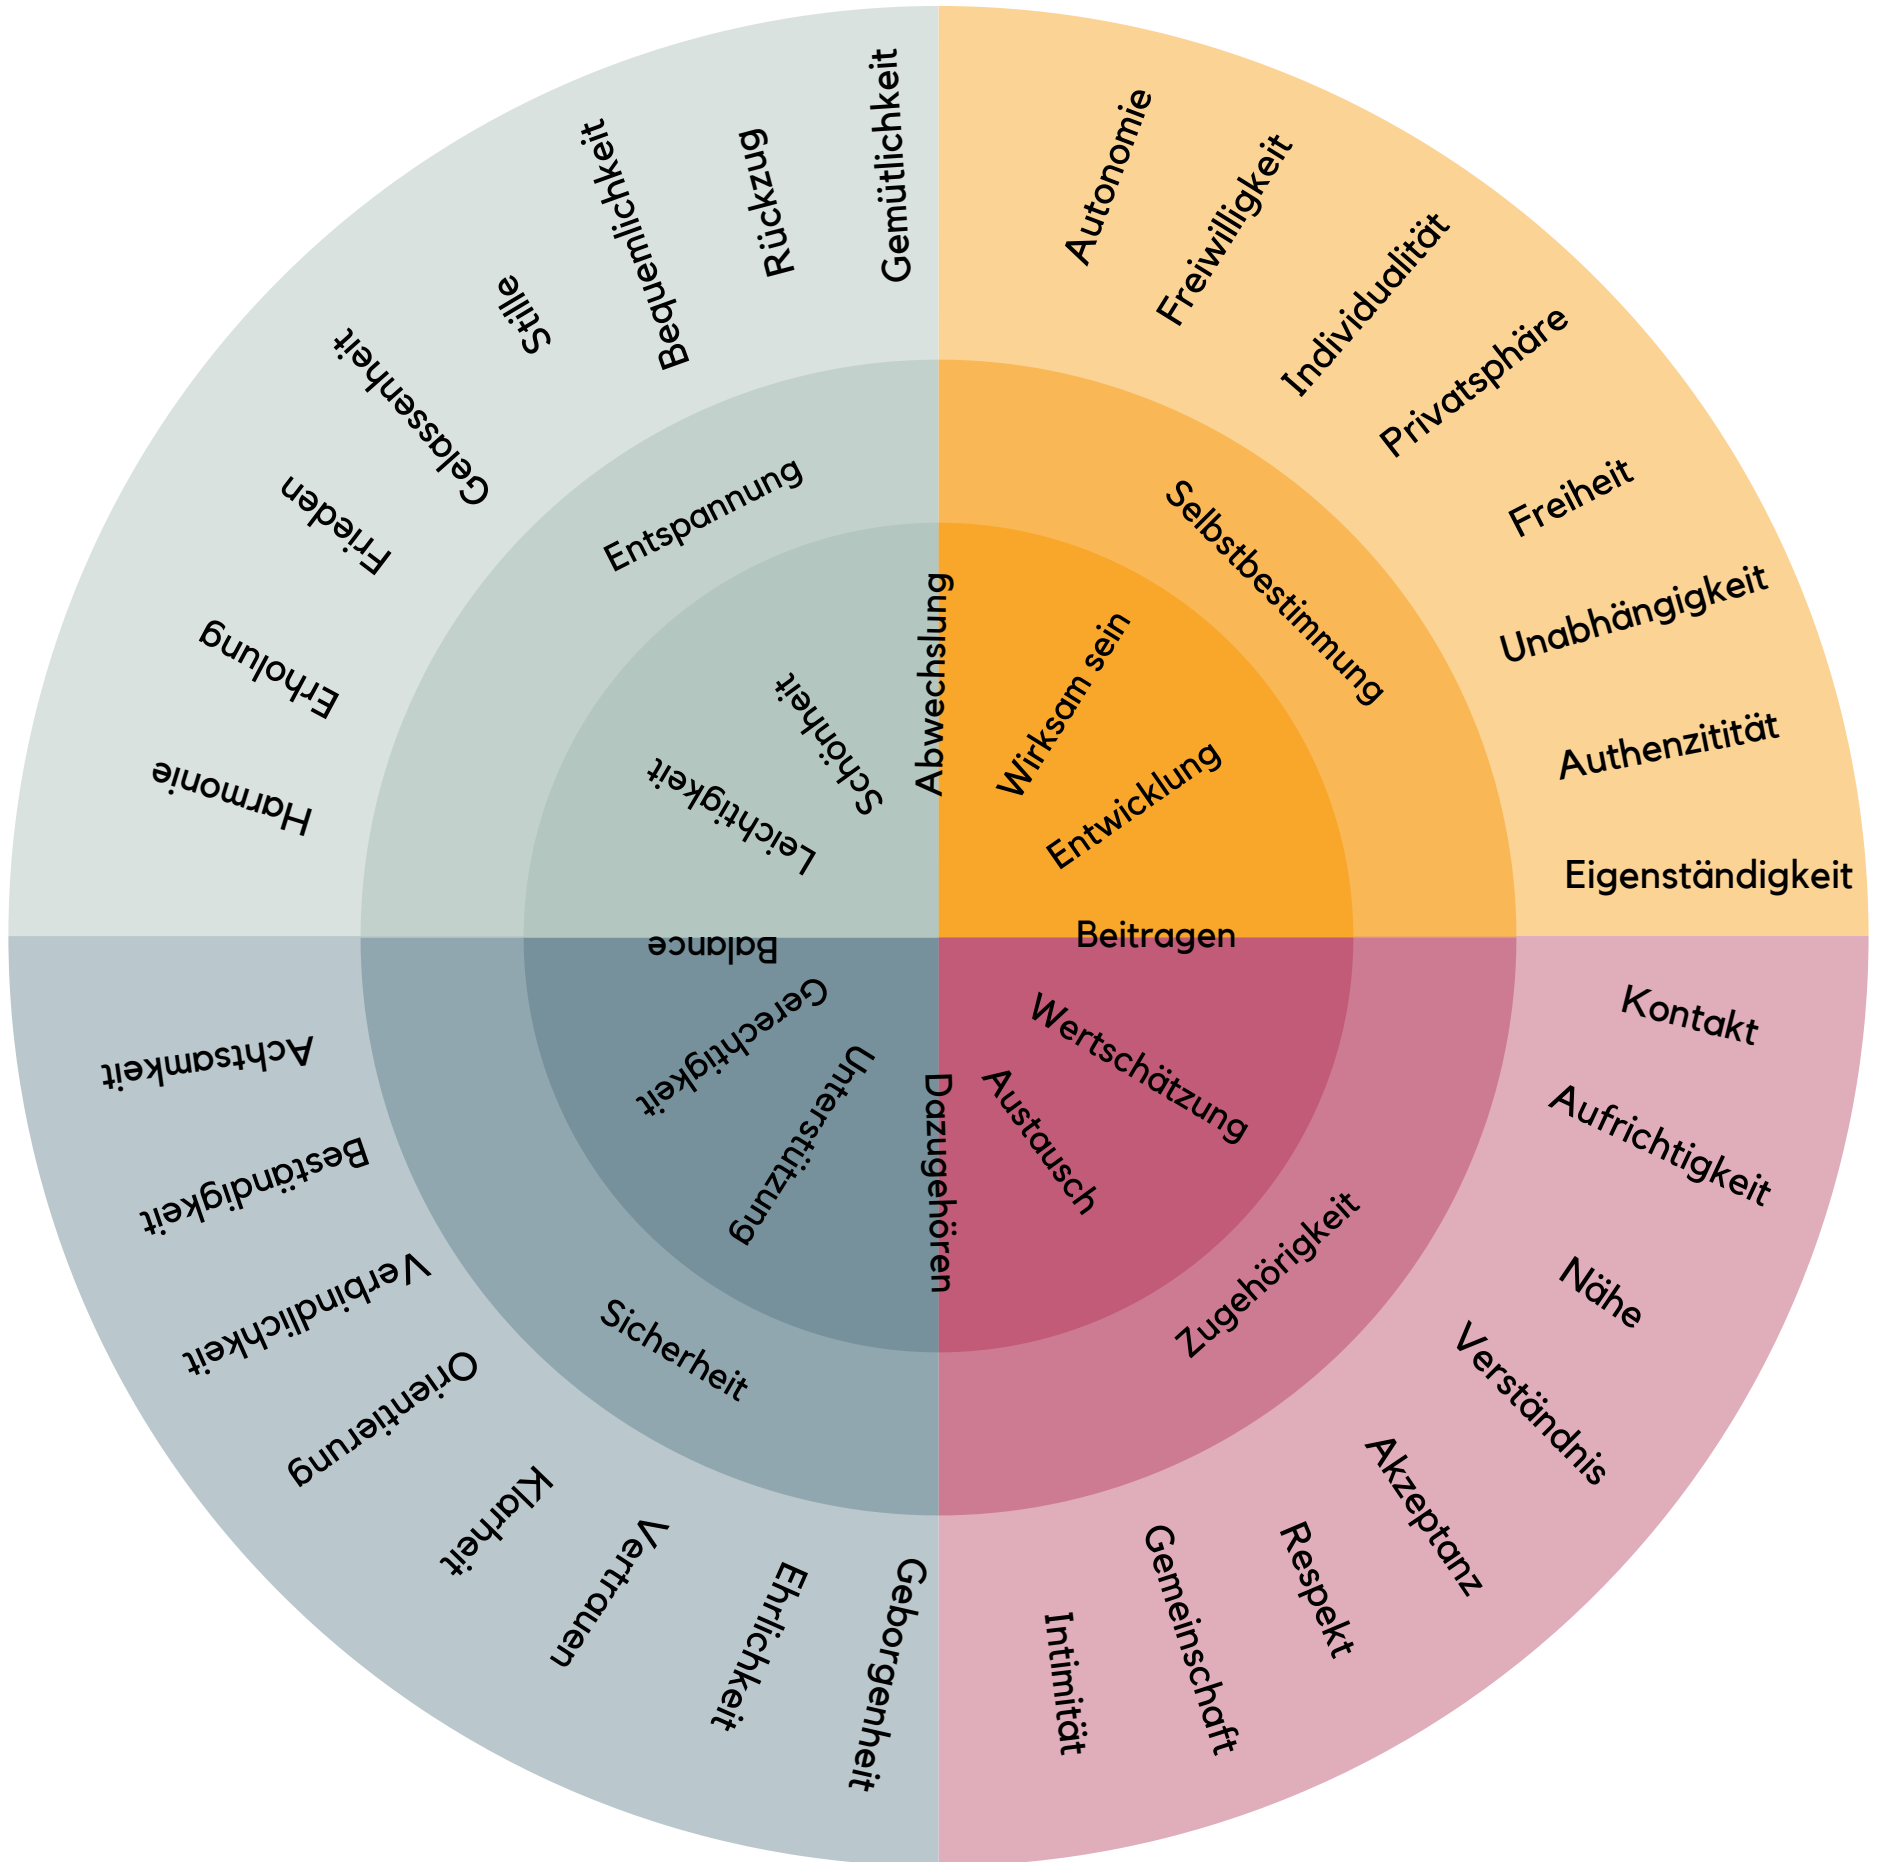 Gemütlichkeit
Rückzug
Bequemlichkeit
Stille
Gelassenheit
Frieden
Erholung
Harmonie
Entspannung
Schönheit
Leichtigkeit
Abwechslung
Autonomie
Freiwilligkeit
Individualität
Privatsphäre
Freiheit
Unabhängigkeit
Authenzitität
Eigenständigkeit
Selbstbestimmung
Wirksam sein
Entwicklung
Beitragen
Kontakt
Aufrichtigkeit
Nähe
Verständnis
Akzeptanz
Respekt
Gemeinschaft
Intimität
Zugehörigkeit
Wertschätzung
Austausch
Dazugehören
Geborgenheit
Ehrlichkeit
Vertrauen
Klarheit
Orientierung
Verbindlichkeit
Beständigkeit
Achtsamkeit
Sicherheit
Unterstützung
Gerechtigkeit
Balance